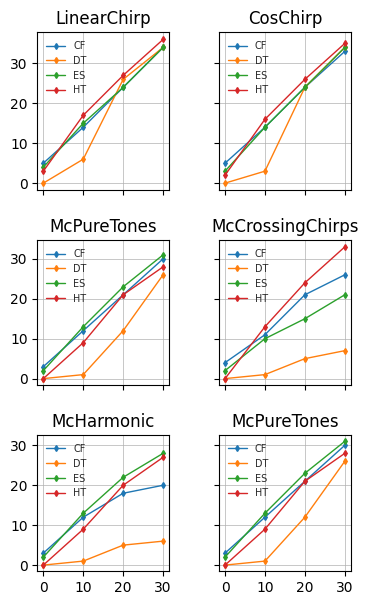 LinearChirp
CosChirp
CF
DT
ES
HT
CF
DT
ES
HT
30
20
10
0
McPureTones
McCrossingChirps
CF
DT
ES
HT
CF
DT
ES
HT
30
20
10
0
McHarmonic
McPureTones
CF
DT
ES
HT
CF
DT
ES
HT
30
20
10
0
0 10 20 30
0 10 20 30